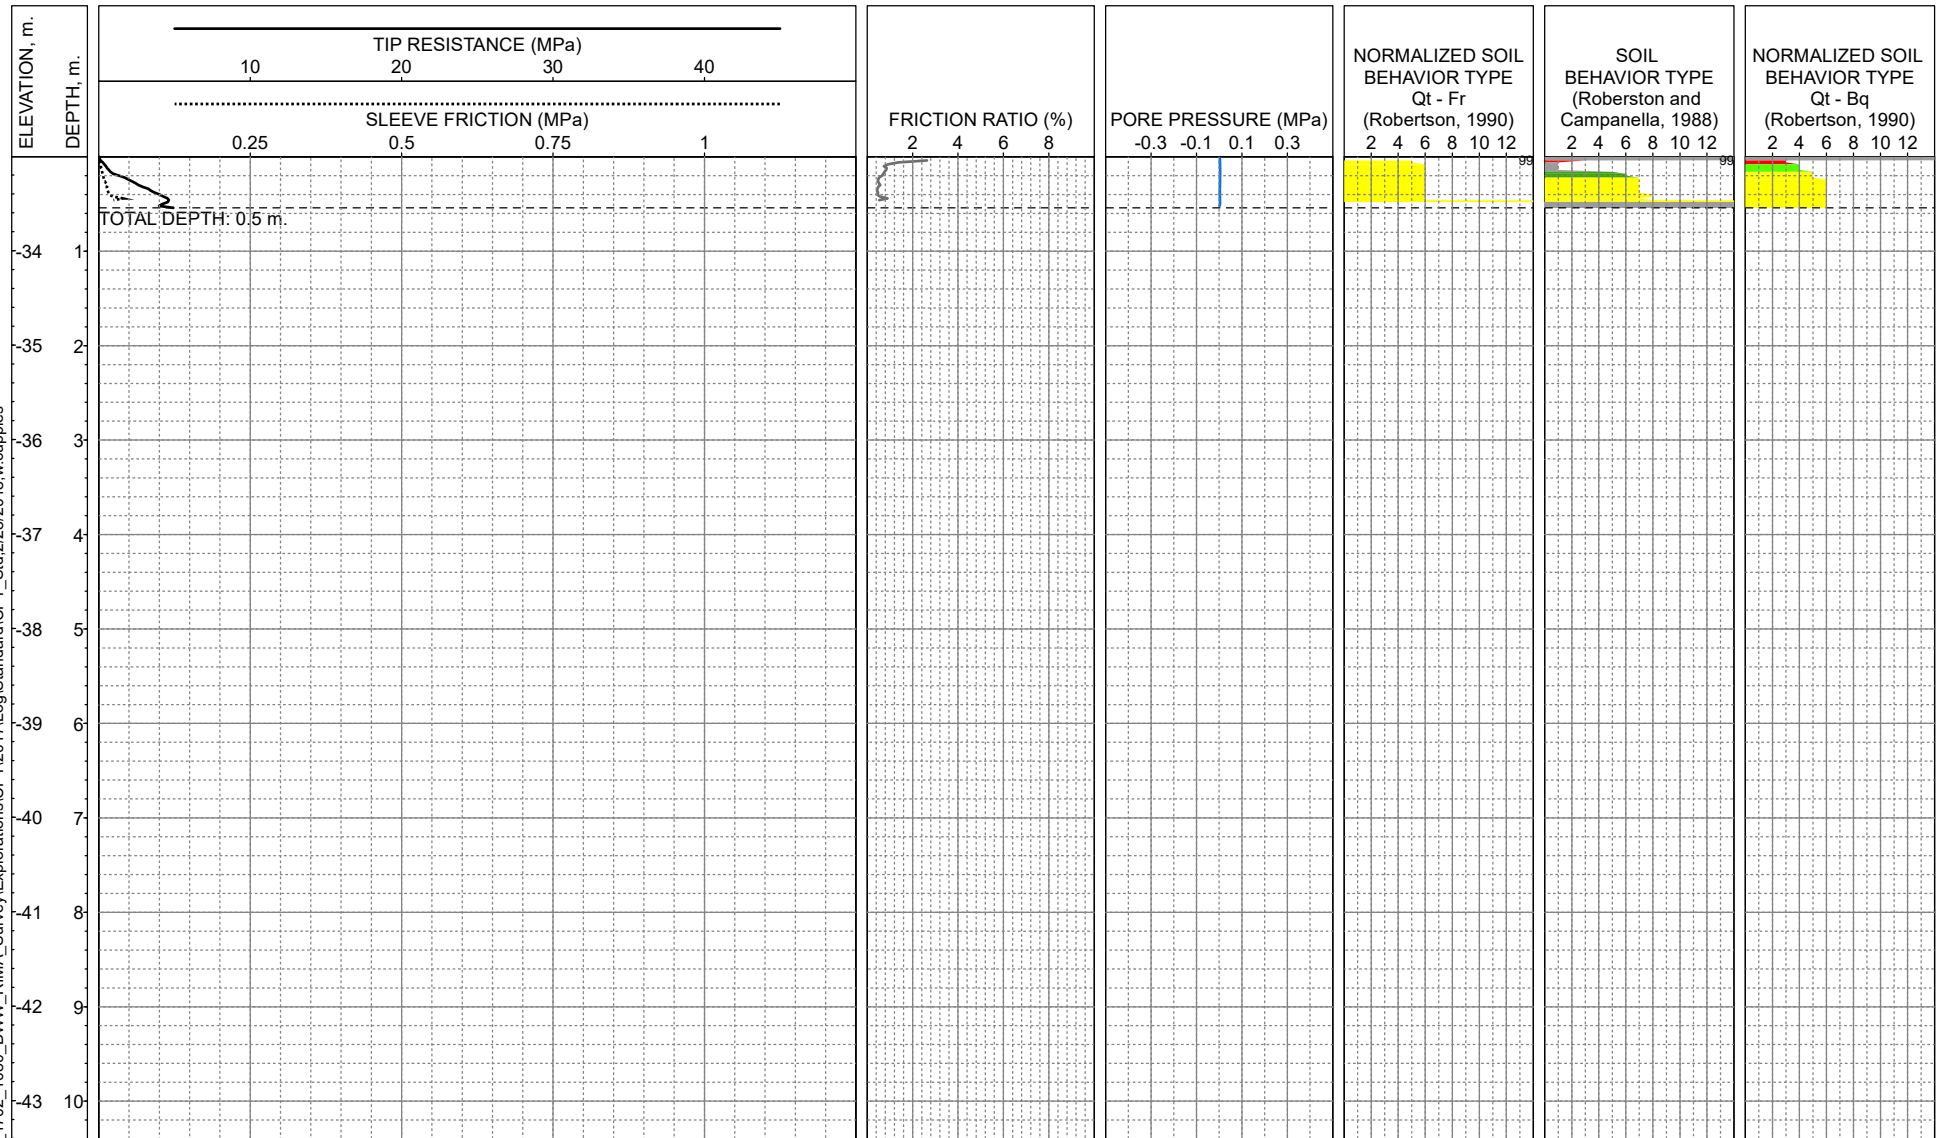 ELEVATION, m.
DEPTH, m.
TIP RESISTANCE (MPa)
10 20 30 40
SLEEVE FRICTION (MPa)
0.25 0.5 0.75 1
FRICTION RATIO (%)
2 4 6 8
PORE PRESSURE (MPa)
-0.3 -0.1 0.1 0.3
NORMALIZED SOIL
BEHAVIOR TYPE
Qt - Fr
(Robertson, 1990)
2 4 6 8 10 12
99
SOIL
BEHAVIOR TYPE
(Roberston and
Campanella, 1988)
2 4 6 8 10 12
99
NORMALIZED SOIL
BEHAVIOR TYPE
Qt - Bq
(Robertson, 1990)
2 4 6 8 10 12
TOTAL DEPTH: 0.5 m.
-34 1
-35 2
-36 3
-37 4
-38 5
-39 6
-40 7
-41 8
-42 9
-43 10